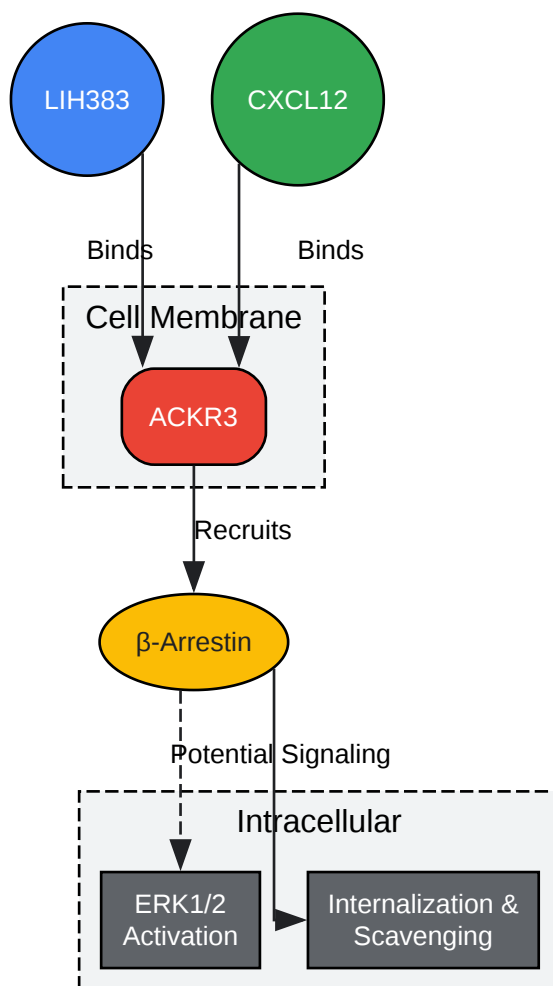 LIH383
CXCL12
Binds
Binds
Cell Membrane
ACKR3
Recruits
β-Arrestin
Potential Signaling
Intracellular
ERK1/2
Activation
Internalization &
Scavenging